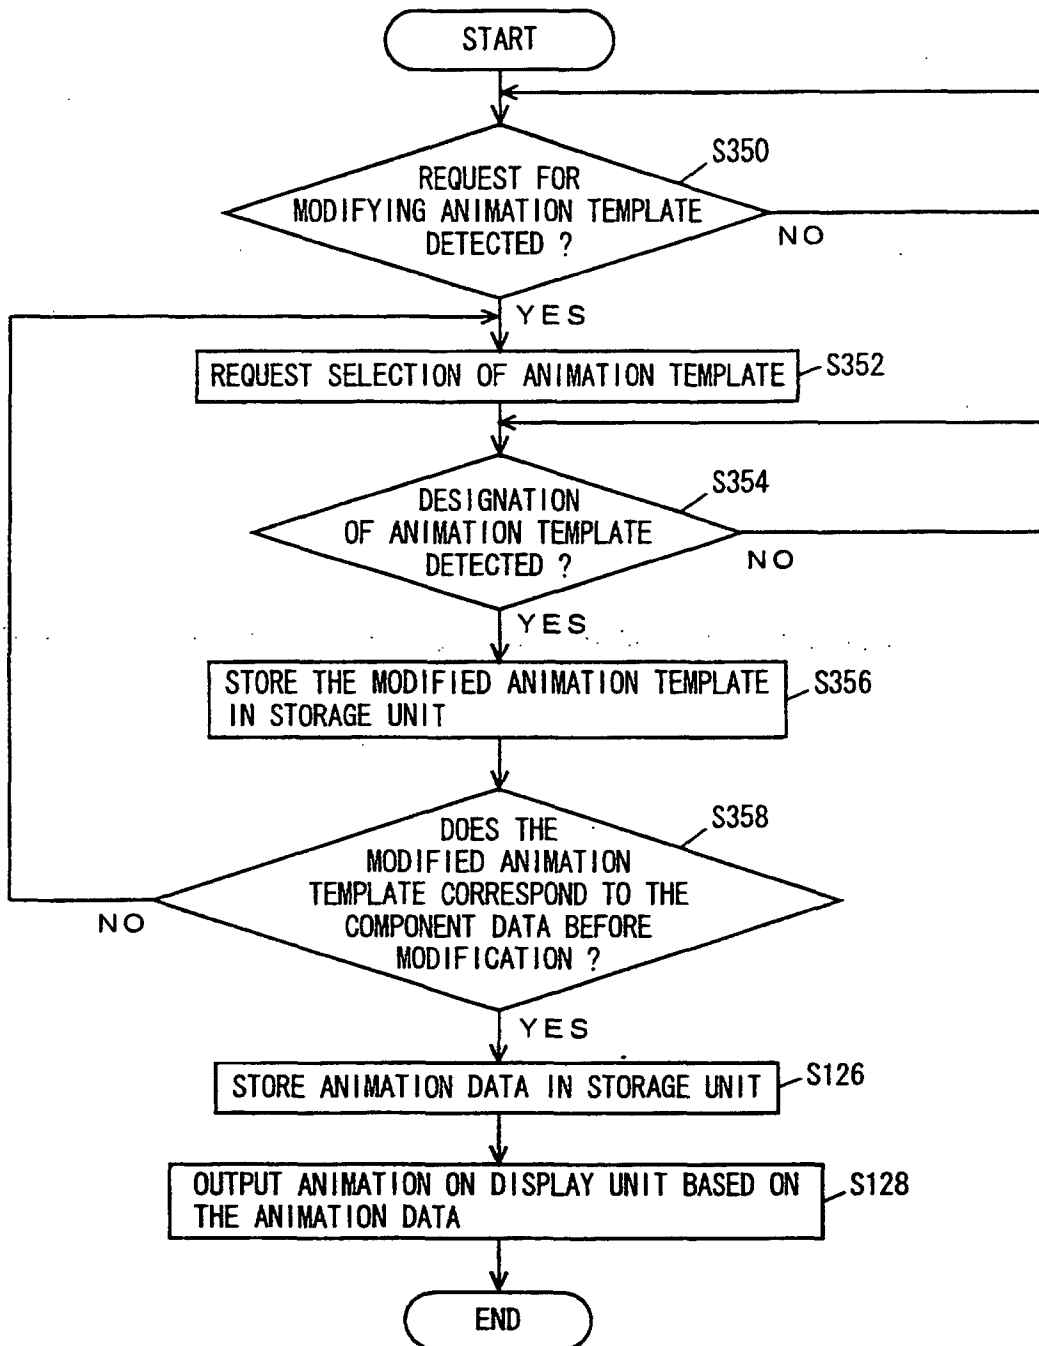 START
S350
REQUEST FOR
MODIFYING ANIMATION TEMPLATE
DETECTED ?
NO
YES
REQUEST SELECTION OF ANIMATION TEMPLATE
S352
S354
DESIGNATION
OF ANIMATION TEMPLATE
DETECTED ?
NO
YES
STORE THE MODIFIED ANIMATION TEMPLATE
IN STORAGE UNIT
S356
S358
DOES THE
MODIFIED ANIMATION
TEMPLATE CORRESPOND TO THE
COMPONENT DATA BEFORE
MODIFICATION ?
NO
YES
STORE ANIMATION DATA IN STORAGE UNIT
S126
OUTPUT ANIMATION ON DISPLAY UNIT BASED ON
THE ANIMATION DATA
S128
END